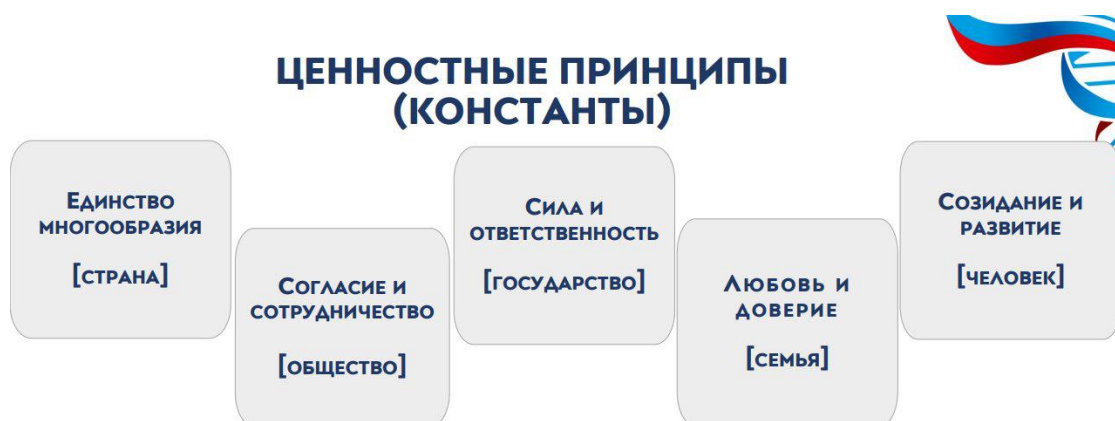 ЦЕННОСТНЫЕ ПРИНЦИПЫ
(КОНСТАНТЫ)
Единство
многообразия
[страна]
Согласие и
сотрудничество
[общество]
Сила и
ответственность
[государство]
Любовь и
доверие
[семья]
Созидание и
развитие
[человек]